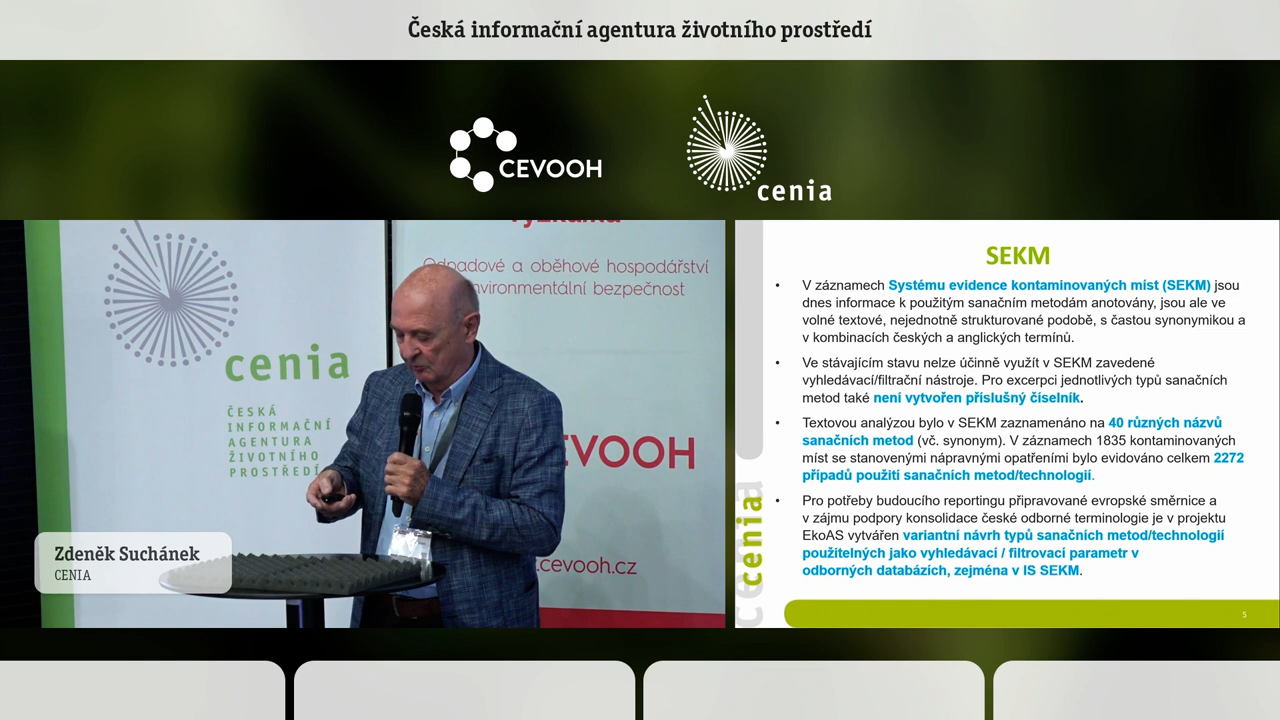 Česká informační agentura životního prostředí
CEVOOH
cenia
Odpadové a oběhové hospodářství
environmentální bezpečnost
cenia
ČESKÁ
INFORMAČNÍ
AGENTURA
ŽIVOTNÍHO
PROSTŘEDÍ
EVOOH
.cevooh.cz
Zdeněk Suchánek
CENIA
cenia
SEKM
• V záznamech Systému evidence kontaminovaných míst (SEKM) jsou
dnes informace k použitým sanačním metodám anotovány, jsou ale ve
volné textové, nejednotně strukturované podobě, s častou synonymikou a
v kombinacích českých a anglických termínů.
• Ve stávajícím stavu nelze účinně využít v SEKM zavedené
vyhledávací/filtrační nástroje. Pro excerpci jednotlivých typů sanačních
metod také není vytvořen příslušný číselník.
• Textovou analýzou bylo v SEKM zaznamenáno na 40 různých názvů
sanačních metod (vč. synonym). V záznamech 1835 kontaminovaných
míst se stanovenými nápravnými opatřeními bylo evidováno celkem 2272
případů použití sanačních metod/technologií.
• Pro potřeby budoucího reportingu připravované evropské směrnice a
v zájmu podpory konsolidace české odborné terminologie je v projektu
EkoAS vytvářen variantní návrh typů sanačních metod/technologií
použitelných jako vyhledávací / filtrovací parametr v
odborných databázích, zejména v IS SEKM.
5